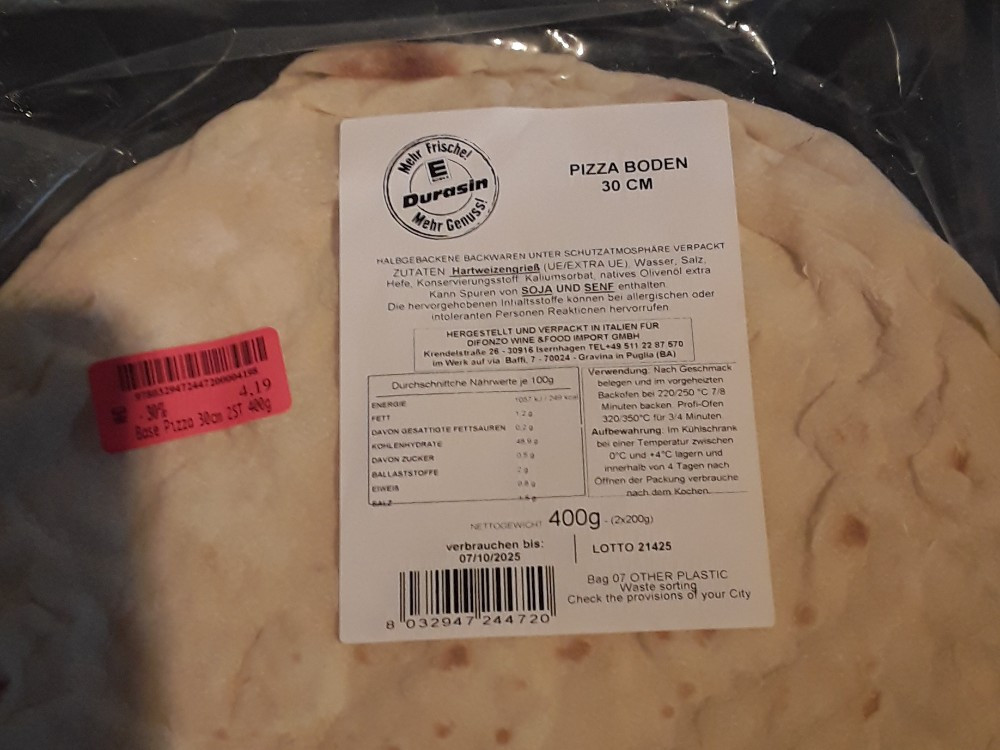 Mehr Frische!
E
Durasin
Mehr Genuss!
PIZZA BODEN
30 CM
HALBGEBACKENE BACKWAREN UNTER SCHUTZATMOSPHÄRE VERPACKT
ZUTATEN Hartweizengrieß (UE/EXTRA UE), Wasser, Salz,
Hefe, Konservierungsstoff: Kaliumsorbat, natives Olivenöl extra
Kann Spuren von SOJA UND SENF enthalten.
Die hervorgehobenen Inhaltsstoffe können bei allergischen oder
intoleranten Personen Reaktionen hervorrufen.
HERGESTELLT UND VERPACKT IN ITALIEN FÜR
DIFONZO WINE &FOOD IMPORT GMBH
Krendelstraße 26 - 30916 Isernhagen TEL+49 511 22 87 570
im Werk auf via Baffi, 7 - 70024 - Gravina in Puglia (BA)
Durchschnittche Nährwerte je 100g
ENERGIE 1057 kJ / 249 kcal
FETT 1.2 g
DAVON GESATTIGTE FETTSAUREN 0,2 g
KOHLENHYDRATE 48,9 g
DAVON ZUCKER 0.5 g
BALLASTSTOFFE 2 g
EIWEIS
SALZ
Verwendung: Nach Geschmack
belegen und im vorgeheizten
Backofen bei 220/250 °C 7/8
Minuten backen. Profi-Ofen
320/350°C für 3/4 Minuten.
Aufbewahrung: Im Kühlschrank
bei einer Temperatur zwischen
0°C und +4°C lagern und
innerhalb von 4 Tagen nach
Öffnen der Packung verbrauche
nach dem Kochen.
NETTOGEWICHT 400g - (2x200g)
verbrauchen bis:
07/10/2025
LOTTO 21425
8 032947 244720
Bag 07 OTHER PLASTIC
Waste sorting
Check the provisions of your City
4.19
- 30%
Base Pizza 30cm 2ST 400g